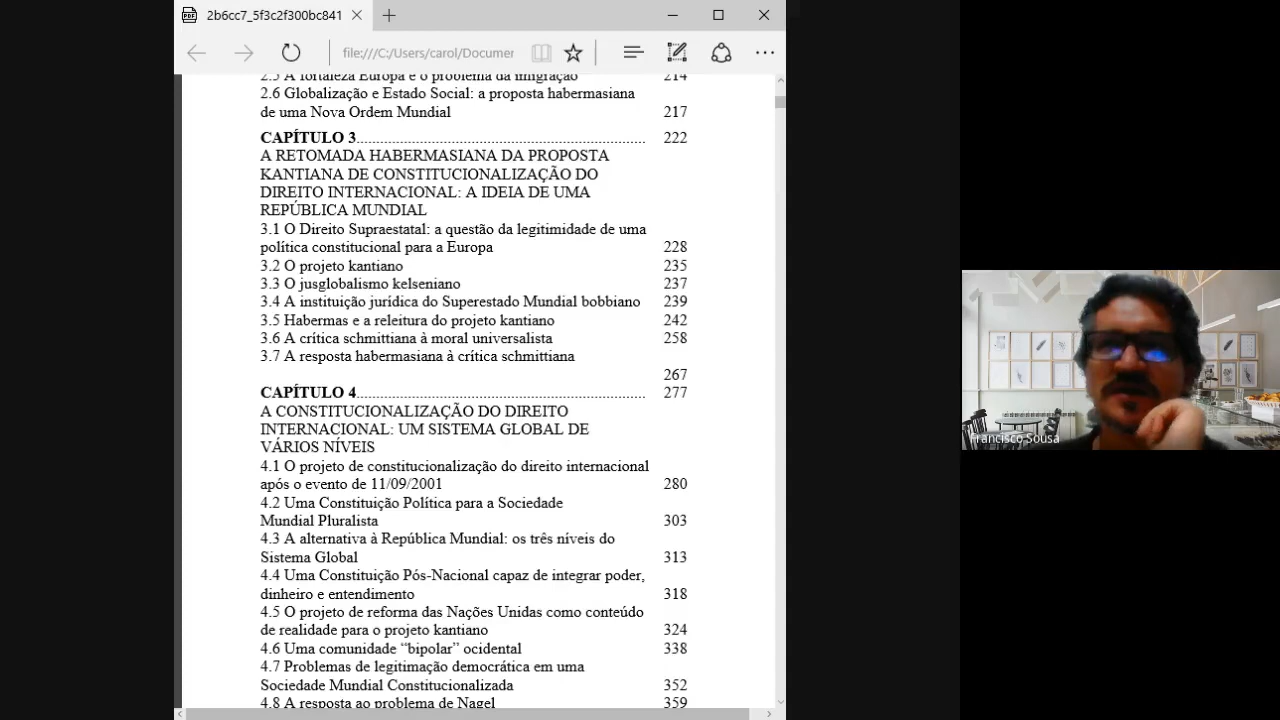 2b6cc7_5f3c2f300bc841
file:///C:/Users/carol/Documer
2.5 A fortaleza Europa e o problema da imigração 214
2.6 Globalização e Estado Social: a proposta habermasiana
de uma Nova Ordem Mundial 217
CAPÍTULO 3.................................................................. 222
A RETOMADA HABERMASIANA DA PROPOSTA
KANTIANA DE CONSTITUCIONALIZAÇÃO DO
DIREITO INTERNACIONAL: A IDEIA DE UMA
REPÚBLICA MUNDIAL
3.1 O Direito Supraestatal: a questão da legitimidade de uma
política constitucional para a Europa 228
3.2 O projeto kantiano 235
3.3 O jusglobalismo kelseniano 237
3.4 A instituição jurídica do Superestado Mundial bobbiano 239
3.5 Habermas e a releitura do projeto kantiano 242
3.6 A crítica schmittiana à moral universalista 258
3.7 A resposta habermasiana à crítica schmittiana
267
CAPÍTULO 4.................................................................. 277
A CONSTITUCIONALIZAÇÃO DO DIREITO
INTERNACIONAL: UM SISTEMA GLOBAL DE
VÁRIOS NÍVEIS
4.1 O projeto de constitucionalização do direito internacional
após o evento de 11/09/2001 280
4.2 Uma Constituição Política para a Sociedade
Mundial Pluralista 303
4.3 A alternativa à República Mundial: os três níveis do
Sistema Global 313
4.4 Uma Constituição Pós-Nacional capaz de integrar poder,
dinheiro e entendimento 318
4.5 O projeto de reforma das Nações Unidas como conteúdo
de realidade para o projeto kantiano 324
4.6 Uma comunidade “bipolar” ocidental 338
4.7 Problemas de legitimação democrática em uma
Sociedade Mundial Constitucionalizada 352
4.8 A resposta ao problema de Nagel 359
Francisco Sousa